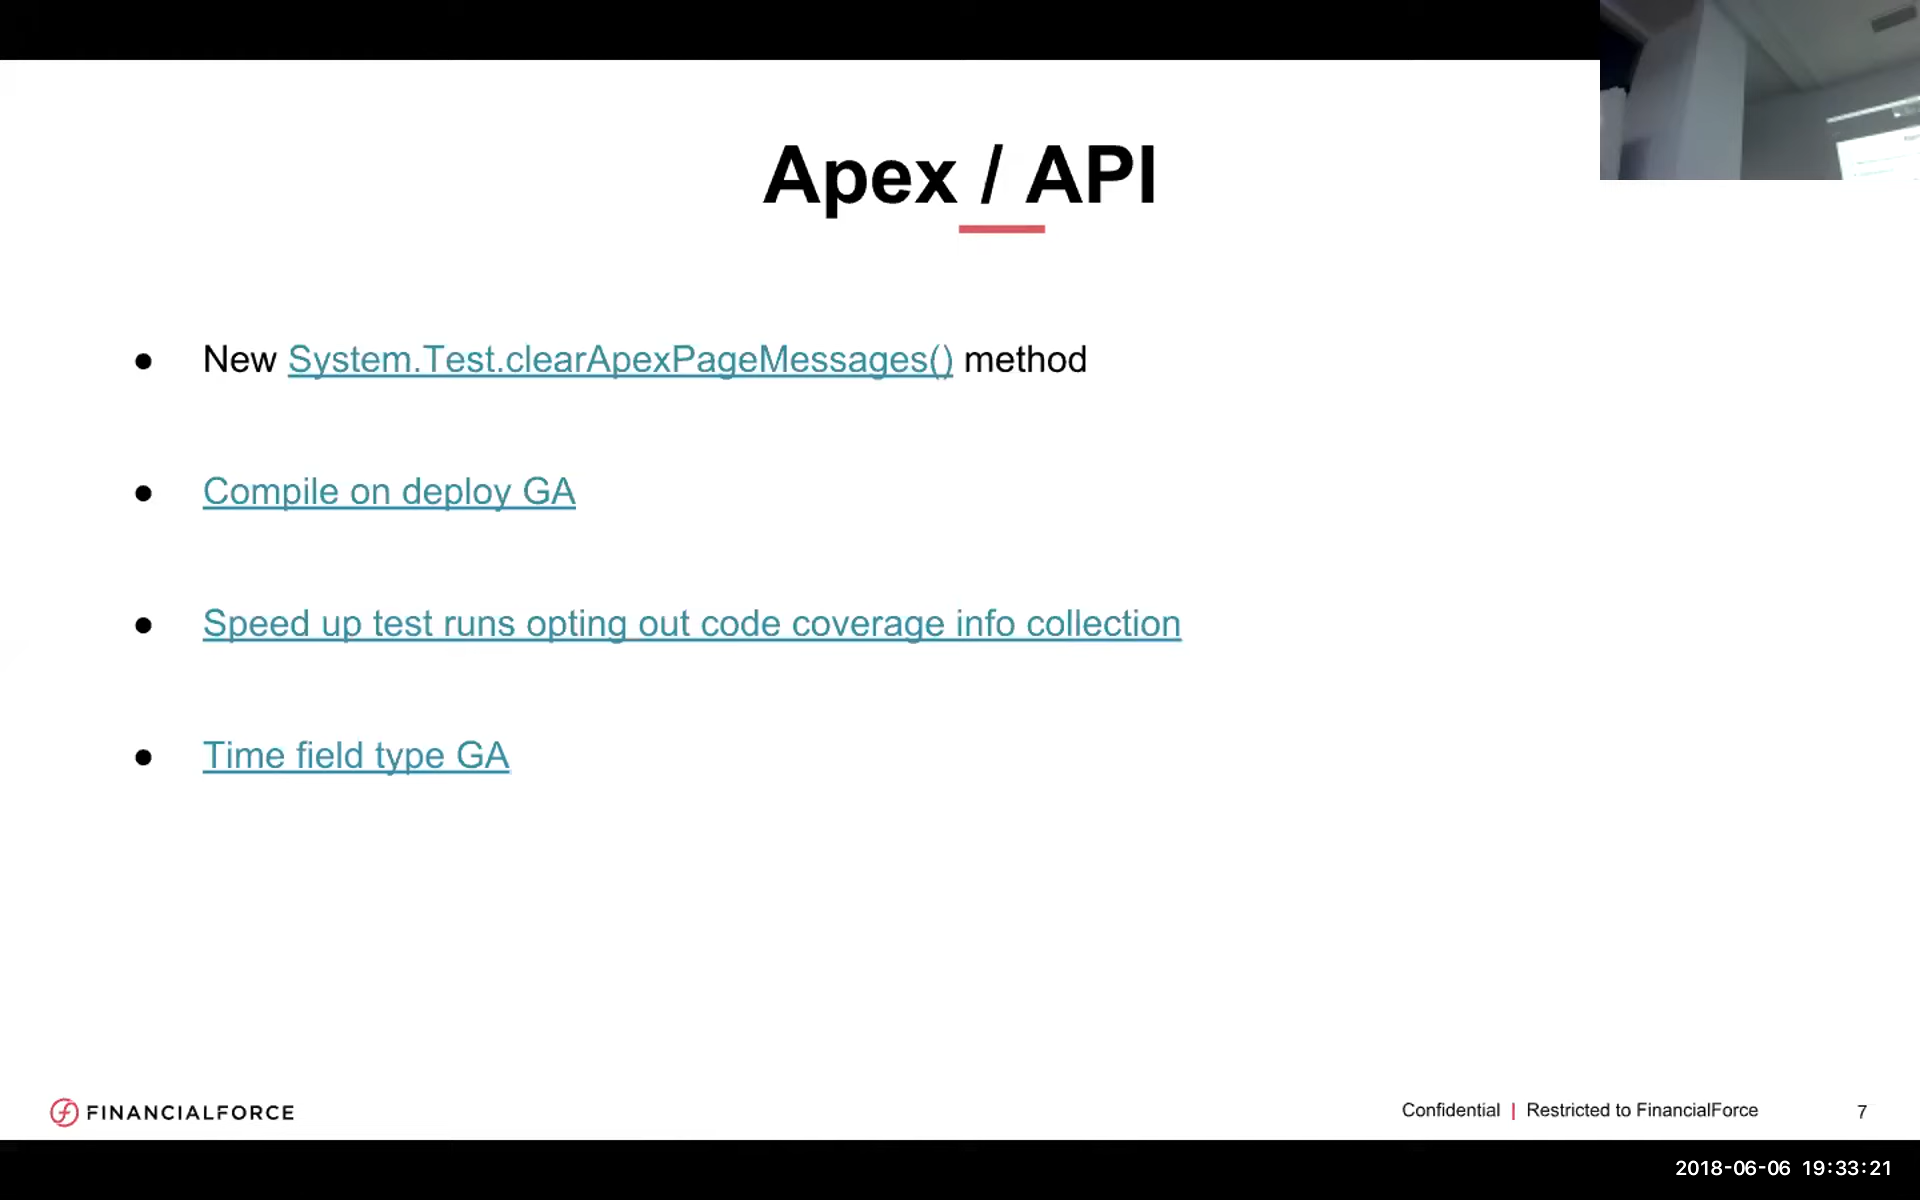 Apex / API
● New System.Test.clearApexPageMessages() method
● Compile on deploy GA
● Speed up test runs opting out code coverage info collection
● Time field type GA
FINANCIALFORCE
Confidential | Restricted to FinancialForce
7
2018-06-06 19:33:21